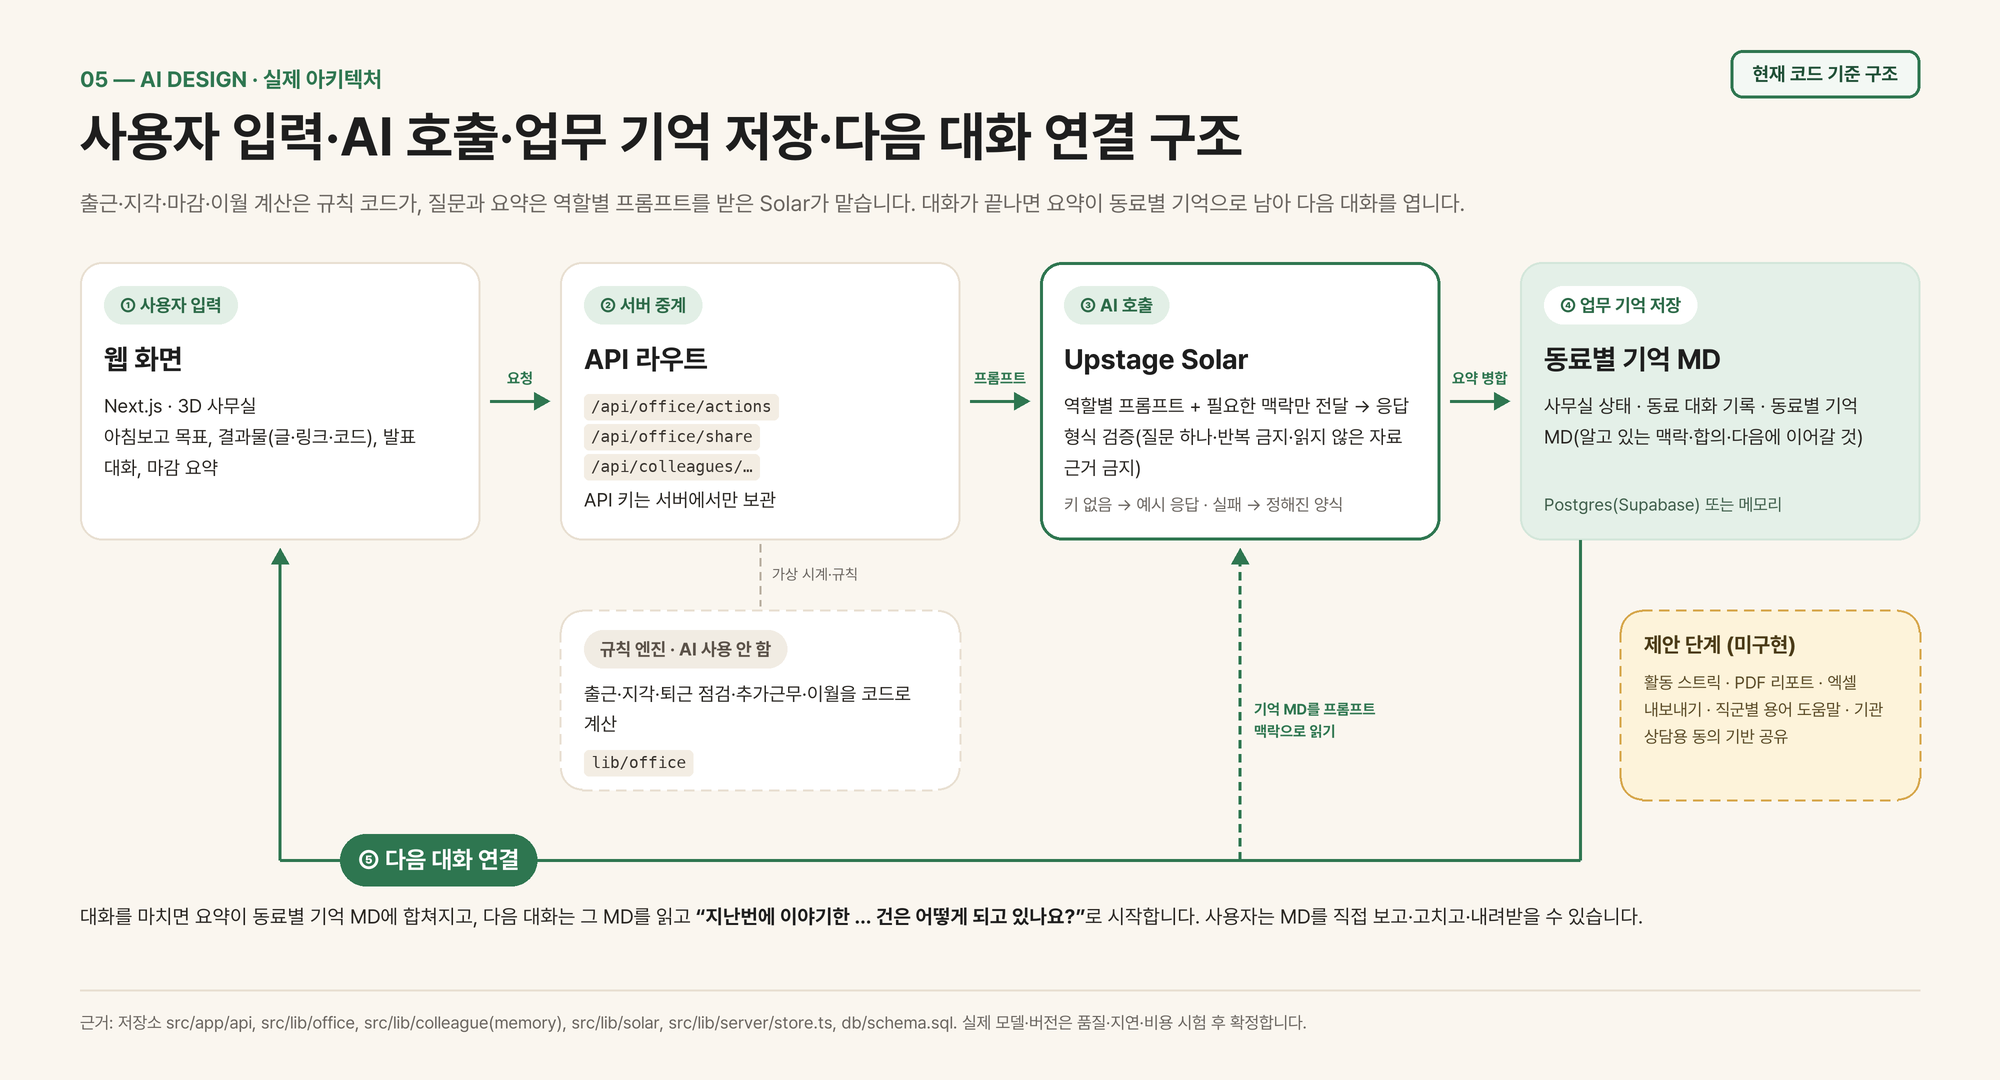 05 — AI DESIGN · 실제 아키텍처
현재 코드 기준 구조
사용자 입력·AI 호출·업무 기억 저장·다음 대화 연결 구조
출근·지각·마감·이월 계산은 규칙 코드가, 질문과 요약은 역할별 프롬프트를 받은 Solar가 맡습니다. 대화가 끝나면 요약이 동료별 기억으로 남아 다음 대화를 엽니다.
① 사용자 입력
웹 화면
Next.js · 3D 사무실
아침보고 목표, 결과물(글·링크·코드), 발표
대화, 마감 요약
요청
② 서버 중계
API 라우트
/api/office/actions
/api/office/share
/api/colleagues/…
API 키는 서버에서만 보관
프롬프트
③ AI 호출
Upstage Solar
역할별 프롬프트 + 필요한 맥락만 전달 → 응답
형식 검증(질문 하나·반복 금지·읽지 않은 자료
근거 금지)
키 없음 → 예시 응답 · 실패 → 정해진 양식
요약 병합
④ 업무 기억 저장
동료별 기억 MD
사무실 상태 · 동료 대화 기록 · 동료별 기억
MD(알고 있는 맥락·합의·다음에 이어갈 것)
Postgres(Supabase) 또는 메모리
가상 시계·규칙
규칙 엔진 · AI 사용 안 함
출근·지각·퇴근 점검·추가근무·이월을 코드로
계산
lib/office
기억 MD를 프롬프트
맥락으로 읽기
제안 단계 (미구현)
활동 스트릭 · PDF 리포트 · 엑셀
내보내기 · 직군별 용어 도움말 · 기관
상담용 동의 기반 공유
⑤ 다음 대화 연결
대화를 마치면 요약이 동료별 기억 MD에 합쳐지고, 다음 대화는 그 MD를 읽고 “지난번에 이야기한 … 건은 어떻게 되고 있나요?”로 시작합니다. 사용자는 MD를 직접 보고·고치고·내려받을 수 있습니다.
근거: 저장소 src/app/api, src/lib/office, src/lib/colleague(memory), src/lib/solar, src/lib/server/store.ts, db/schema.sql. 실제 모델·버전은 품질·지연·비용 시험 후 확정합니다.